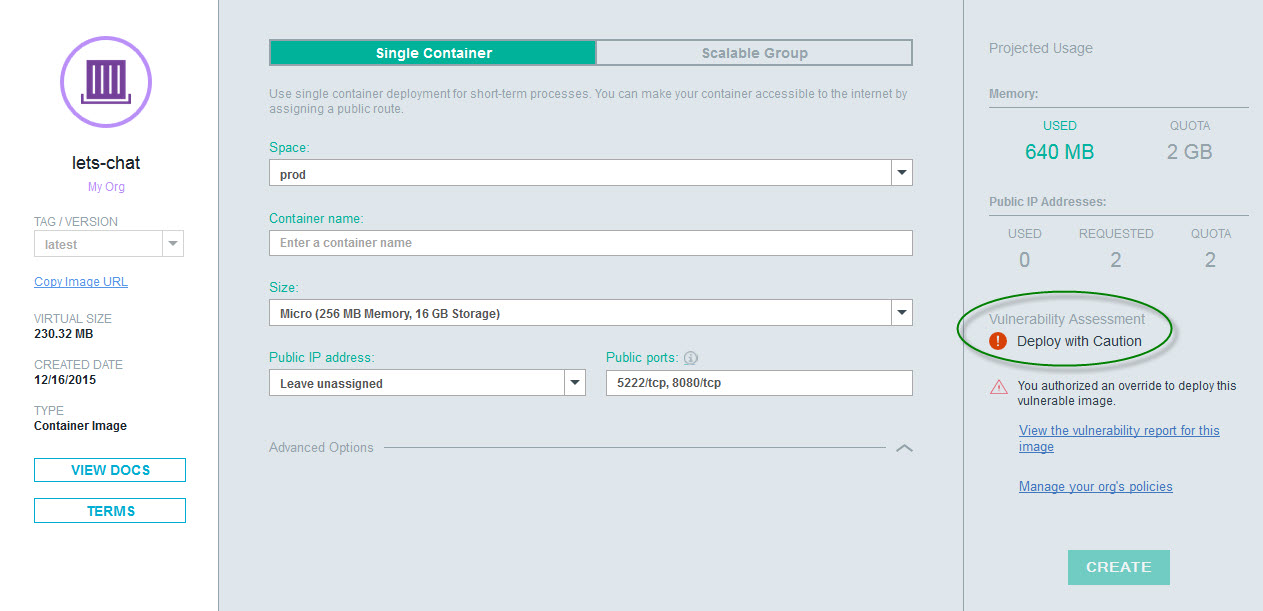 lets-chat
My Org
TAG / VERSION
latest
Copy Image URL
VIRTUAL SIZE
230.32 MB
CREATED DATE
12/16/2015
TYPE
Container Image
VIEW DOCS
TERMS
Single Container
Scalable Group
Use single container deployment for short-term processes. You can make your container accessible to the internet by
assigning a public route.
Space:
prod
Container name:
Enter a container name
Size:
Micro (256 MB Memory, 16 GB Storage)
Public IP address:
Leave unassigned
Public ports:
5222/tcp, 8080/tcp
Advanced Options
Projected Usage
Memory:
USED QUOTA
640 MB 2 GB
Public IP Addresses:
USED REQUESTED QUOTA
0 2 2
Vulnerability Assessment
Deploy with Caution
You authorized an override to deploy this
vulnerable image.
View the vulnerability report for this
image
Manage your org's policies
CREATE